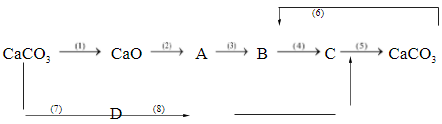 (6)
CaCO₃ (1) CaO (2) A (3) B (4) C (5) CaCO₃
(7) D (8)